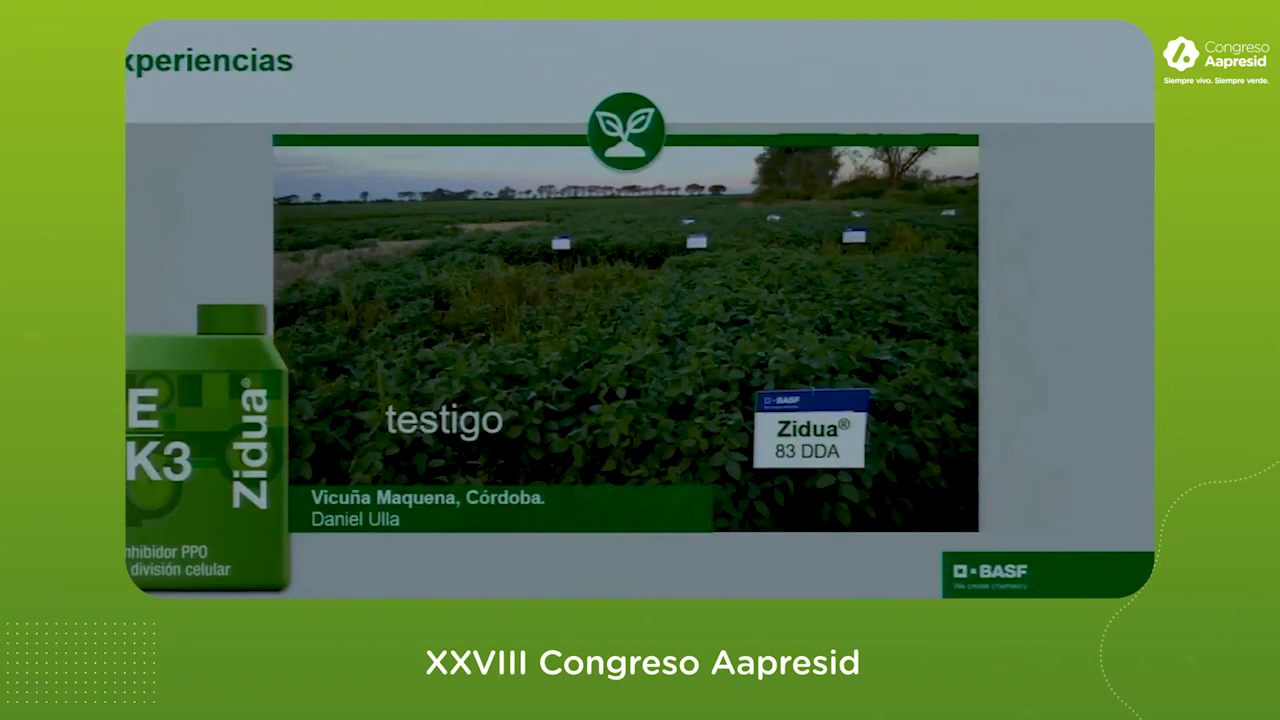 xperiencias
Congreso
Aapresid
Siempre vivo. Siempre verde.
testigo
BASF
Zidua®
83 DDA
Vicuña Maquena, Córdoba.
Daniel Ulla
E
K3
Zidua®
nhibidor PPO
división celular
BASF
We create chemistry
XXVIII Congreso Aapresid